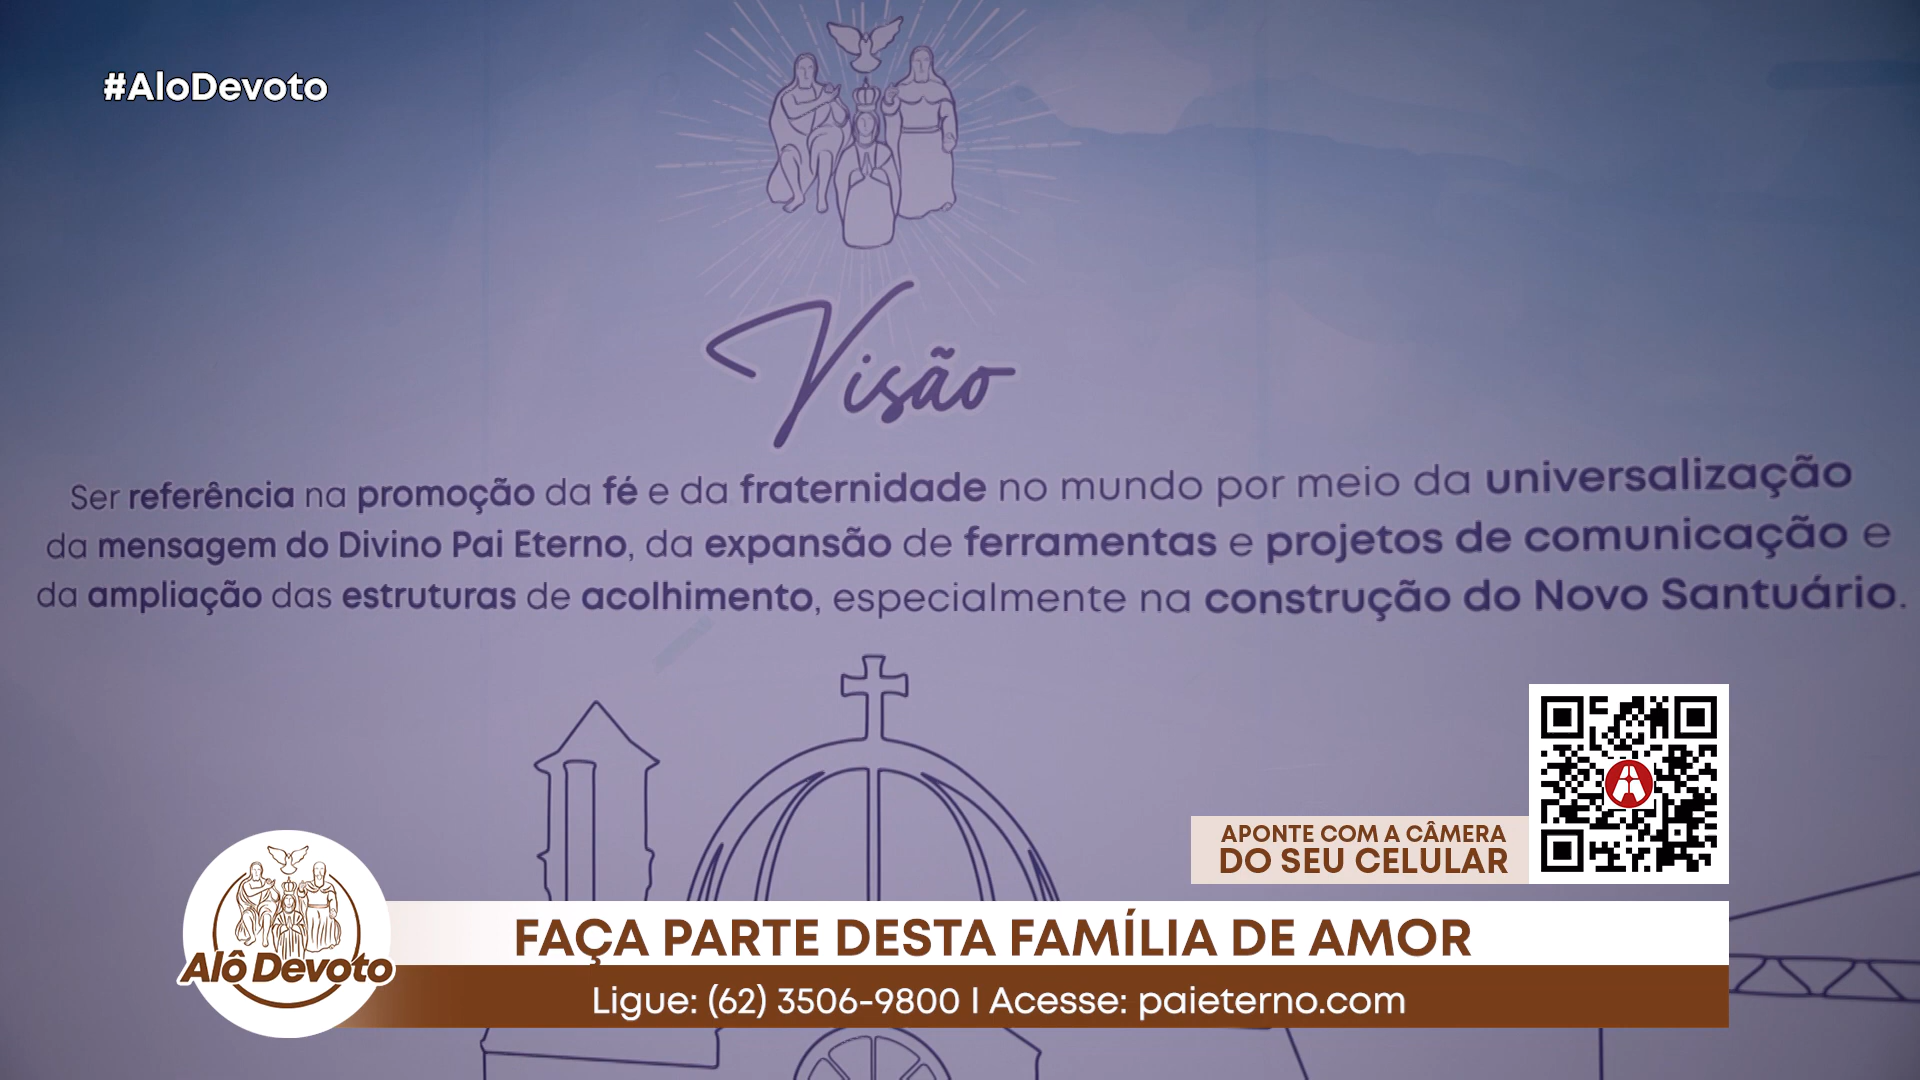 #AloDevoto
Visão
Ser referência na promoção da fé e da fraternidade no mundo por meio da universalização
da mensagem do Divino Pai Eterno, da expansão de ferramentas e projetos de comunicação e
da ampliação das estruturas de acolhimento, especialmente na construção do Novo Santuário.
APONTE COM A CÂMERA
DO SEU CELULAR
FAÇA PARTE DESTA FAMÍLIA DE AMOR
Alô Devoto
Ligue: (62) 3506-9800 | Acesse: paieterno.com